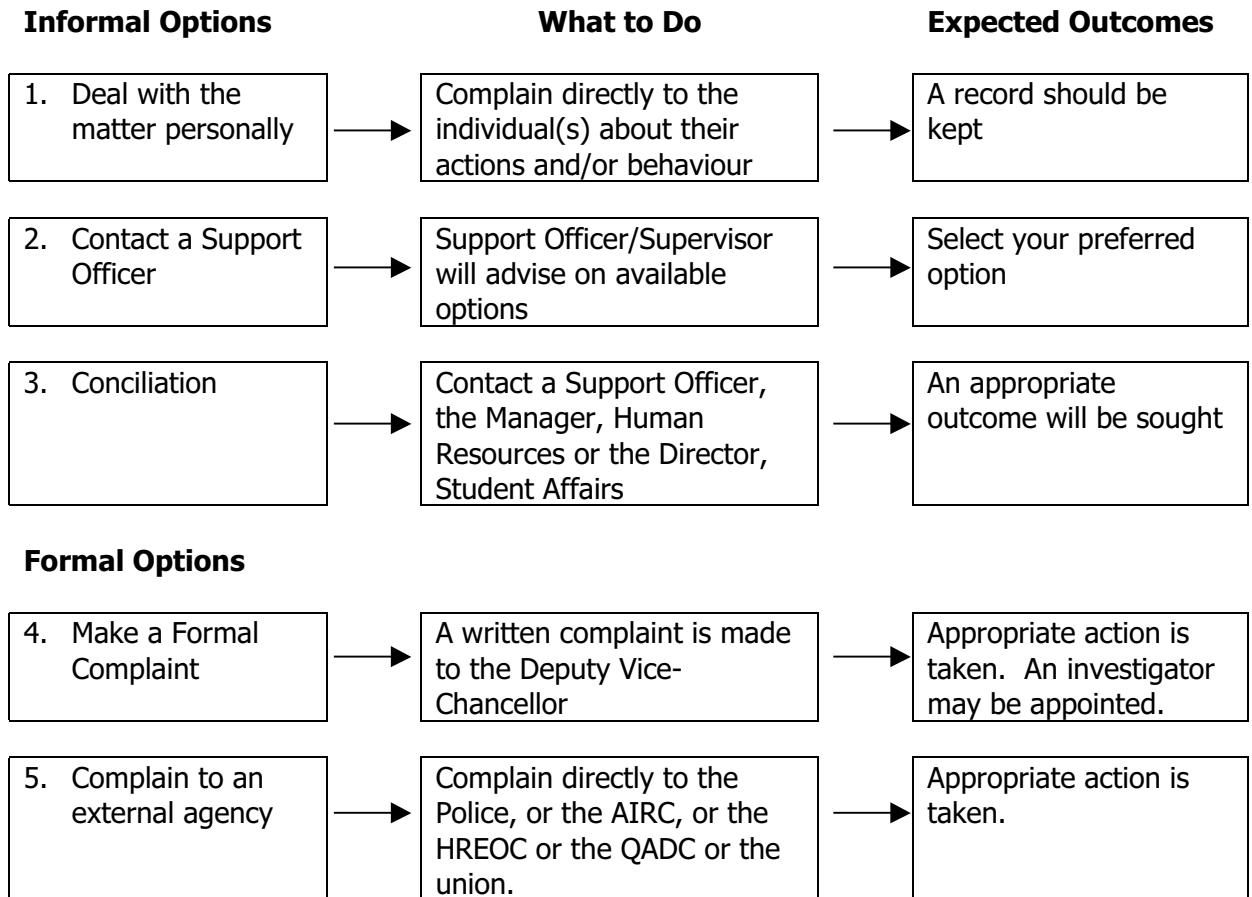 Informal Options What to Do Expected Outcomes
1. Deal with the
matter personally
Complain directly to the
individual(s) about their
actions and/or behaviour
A record should be
kept
2. Contact a Support
Officer
Support Officer/Supervisor
will advise on available
options
Select your preferred
option
3. Conciliation
Contact a Support Officer,
the Manager, Human
Resources or the Director,
Student Affairs
An appropriate
outcome will be sought
Formal Options
4. Make a Formal
Complaint
A written complaint is made
to the Deputy Vice-
Chancellor
Appropriate action is
taken. An investigator
may be appointed.
5. Complain to an
external agency
Complain directly to the
Police, or the AIRC, or the
HREOC or the QADC or the
union.
Appropriate action is
taken.